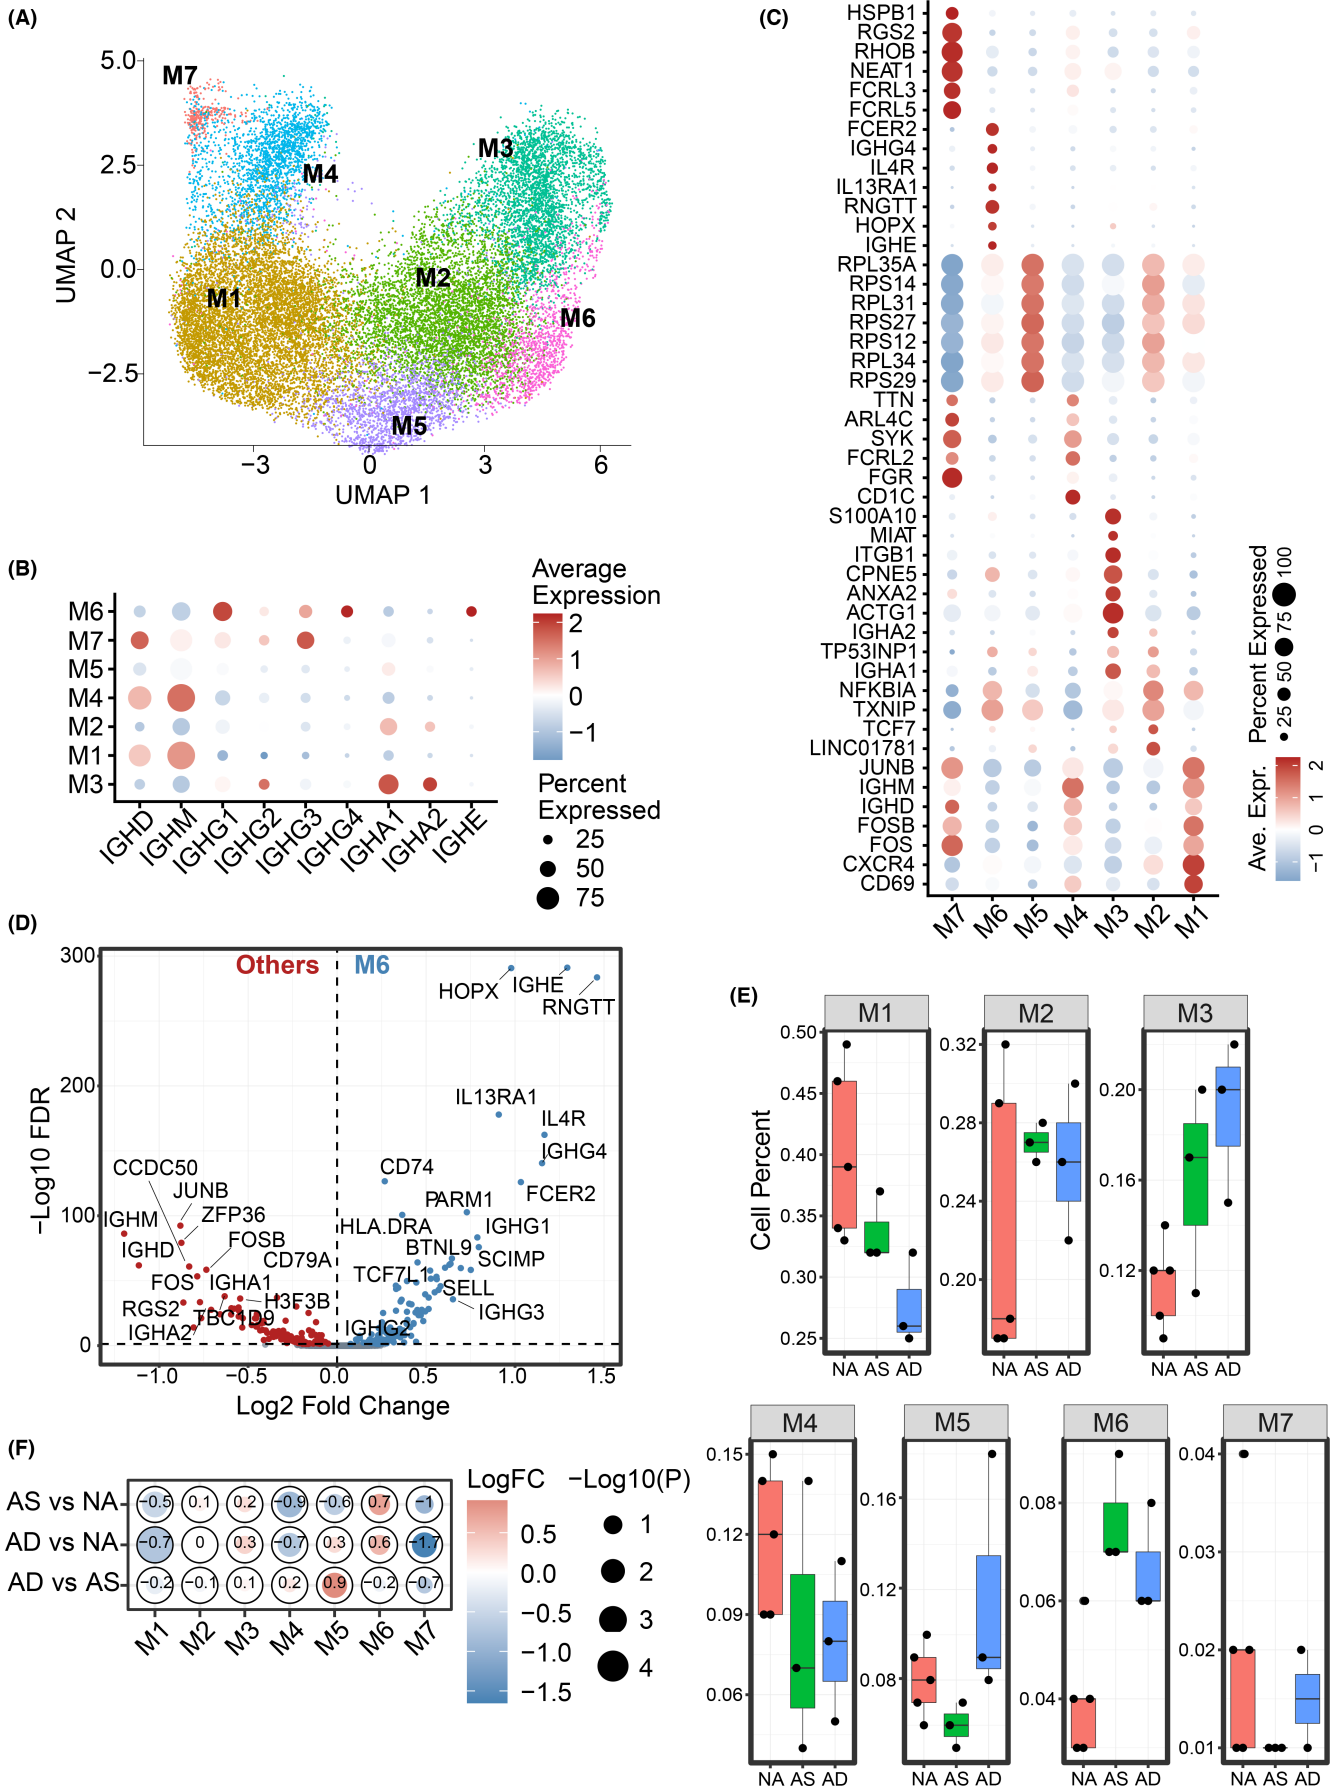 (A)
5.0
2.5
0.0
−2.5
UMAP 2
M7
M4
M3
M2
M1
M6
M5
−3
0
3
6
UMAP 1
(B)
M6
M7
M5
M4
M2
M1
M3
IGHD
IGHM
IGHG1
IGHG2
IGHG3
IGHG4
IGHA1
IGHA2
IGHE
Average
Expression
2
1
0
−1
Percent
Expressed
25
50
75
(C)
HSPB1
RGS2
RHOB
NEAT1
FCRL3
FCRL5
FCER2
IGHG4
IL4R
IL13RA1
RNGTT
HOPX
IGHE
RPL35A
RPS14
RPL31
RPS27
RPS12
RPL34
RPS29
TTN
ARL4C
SYK
FCRL2
FGR
CD1C
S100A10
MIAT
ITGB1
CPNE5
ANXA2
ACTG1
IGHA2
TP53INP1
IGHA1
NFKBIA
TXNIP
TCF7
LINC01781
JUNB
IGHM
IGHD
FOSB
FOS
CXCR4
CD69
M7
M6
M5
M4
M3
M2
M1
Percent Expressed
25
50
75
100
Ave. Expr.
−1
0
1
2
(D)
300
200
100
0
−Log10 FDR
Others
M6
HOPX
IGHE
RNGTT
IL13RA1
IL4R
IGHG4
CD74
FCER2
PARM1
HLA.DRA
IGHG1
BTNL9
SCIMP
TCF7L1
SELL
IGHG3
IGHG2
CCDC50
JUNB
IGHM
ZFP36
IGHD
FOSB
CD79A
FOS
IGHA1
H3F3B
RGS2
TBC1D9
IGHA2
−1.0
−0.5
0.0
0.5
1.0
1.5
Log2 Fold Change
(E)
Cell Percent
M1
0.50
0.45
0.40
0.35
0.30
0.25
NA AS AD
M2
0.32
0.28
0.24
0.20
NA AS AD
M3
0.20
0.16
0.12
NA AS AD
M4
0.15
0.12
0.09
0.06
NA AS AD
M5
0.16
0.12
0.08
NA AS AD
M6
0.08
0.06
0.04
NA AS AD
M7
0.04
0.03
0.02
0.01
NA AS AD
(F)
AS vs NA −0.5 0.1 0.2 −0.9 −0.6 0.7 −1
AD vs NA −0.7 0 0.3 −0.7 0.3 0.6 −1.7
AD vs AS −0.2 −0.1 0.1 0.2 0.9 −0.2 −0.7
M1
M2
M3
M4
M5
M6
M7
LogFC
0.5
0.0
−0.5
−1.0
−1.5
−Log10(P)
1
2
3
4